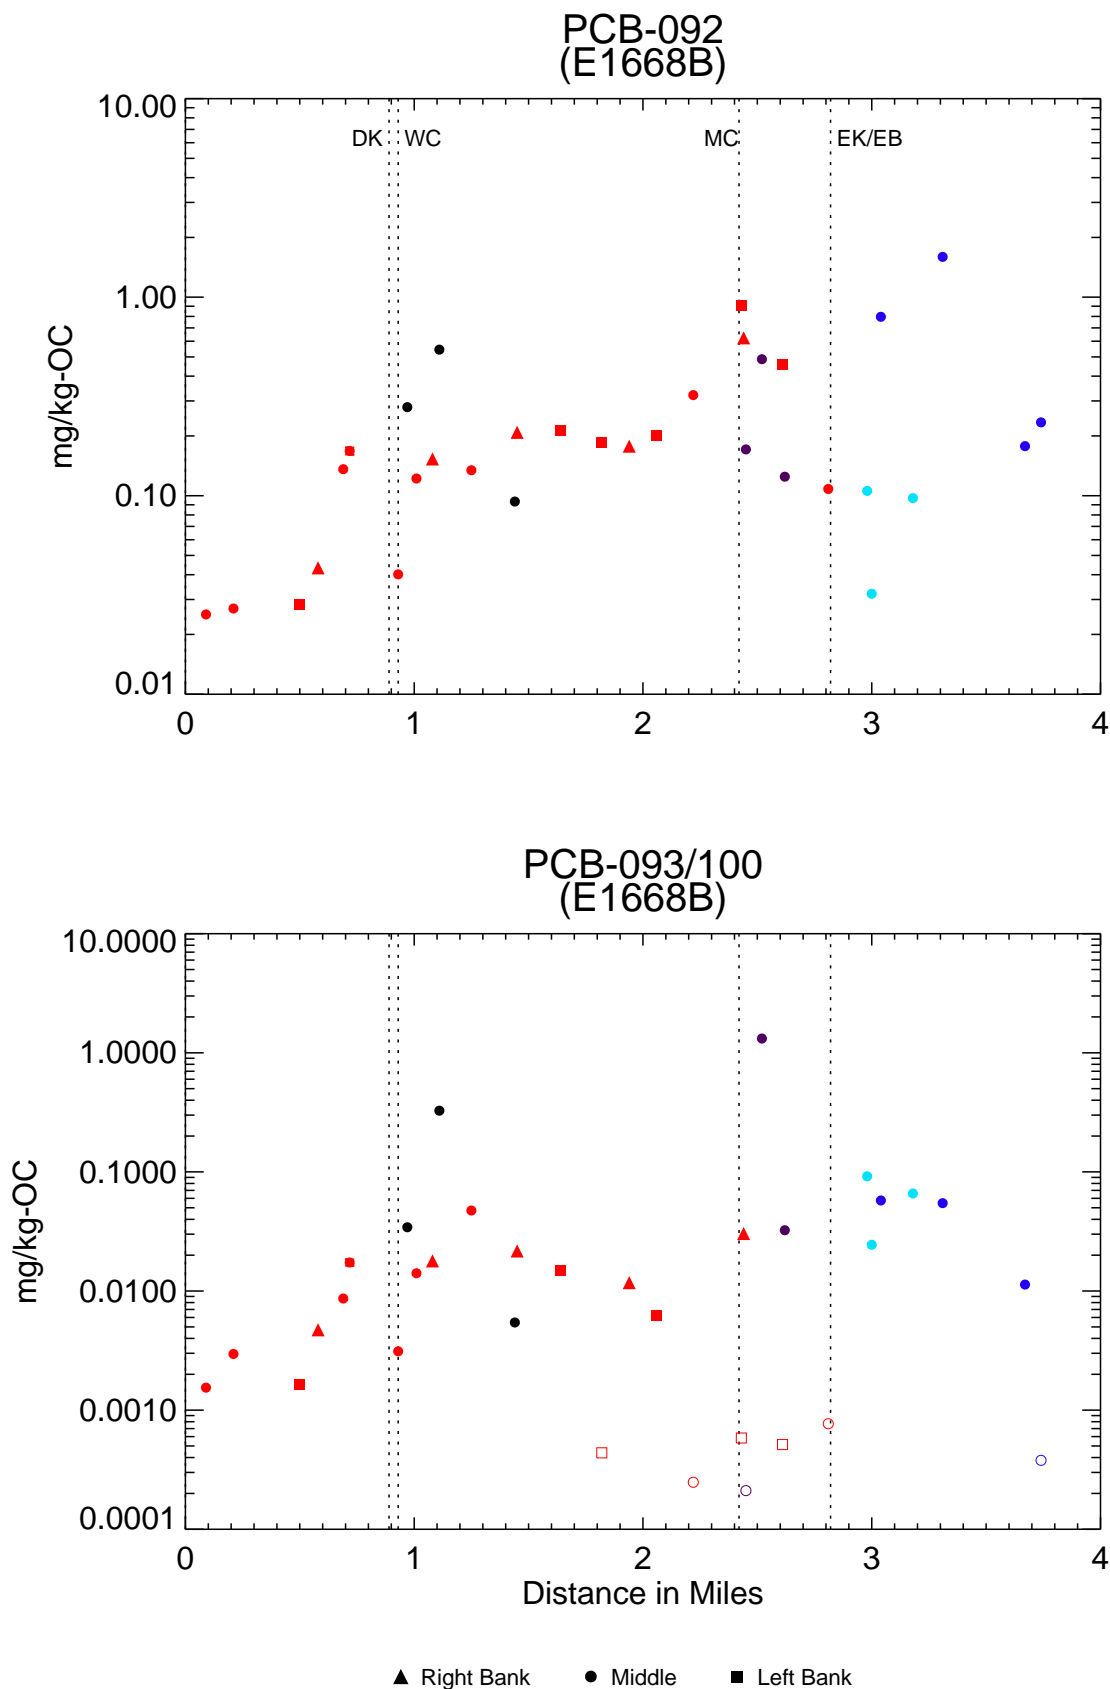 PCB-092
(E1668B)
10.00
DK WC MC EK/EB
1.00
mg/kg-OC
0.10
0.01
0 1 2 3 4
PCB-093/100
(E1668B)
10.0000
1.0000
0.1000
mg/kg-OC
0.0100
0.0010
0.0001
0 1 2 3 4
Distance in Miles
Right Bank Middle Left Bank